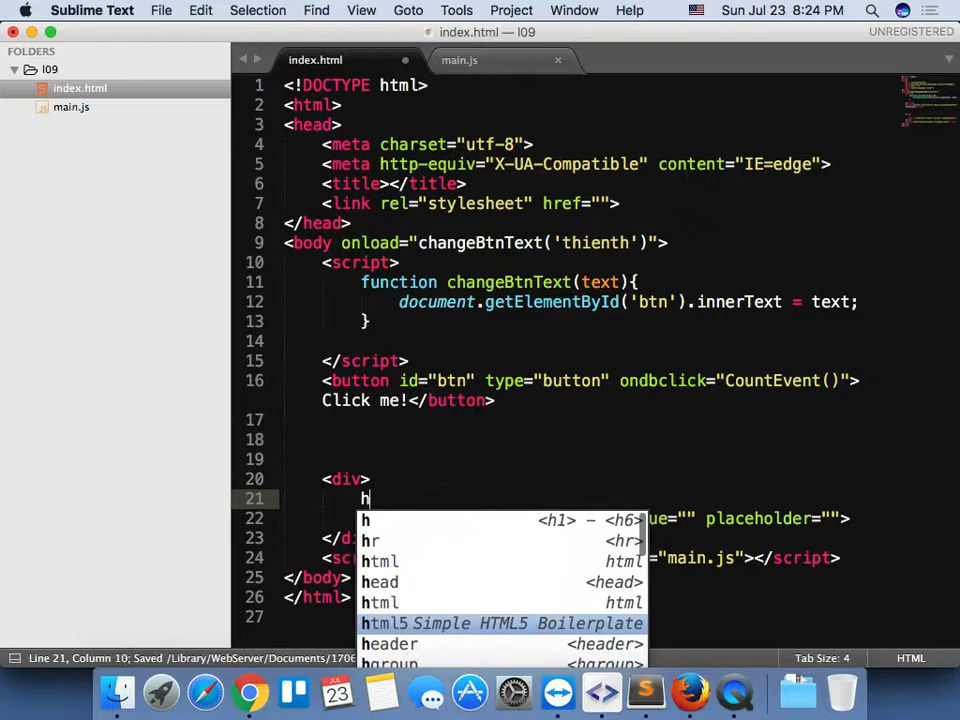 Sublime Text File Edit Selection Find View Goto Tools Project Window Help Sun Jul 23 8:24 PM
index.html — l09 UNREGISTERED
FOLDERS
l09
index.html
main.js
index.html main.js
1 <!DOCTYPE html>
2 <html>
3 <head>
4 <meta charset="utf-8">
5 <meta http-equiv="X-UA-Compatible" content="IE=edge">
6 <title></title>
7 <link rel="stylesheet" href="">
8 </head>
9 <body onload="changeBtnText('thienth')">
10 <script>
11 function changeBtnText(text){
12 document.getElementById('btn').innerText = text;
13 }
14
15 </script>
16 <button id="btn" type="button" ondbclick="CountEvent()">
Click me!</button>
17
18
19
20 <div>
21 h
22 ue="" placeholder="">
23 </di
24 <sc ="main.js"></script>
25 </body>
26 </html>
27
h <h1> — <h6>
hr <hr>
html html
head <head>
html html
html5 Simple HTML5 Boilerplate
header <header>
hgroup <hgroup>
Line 21, Column 10; Saved /Library/WebServer/Documents/1706 Tab Size: 4 HTML
JUL
23